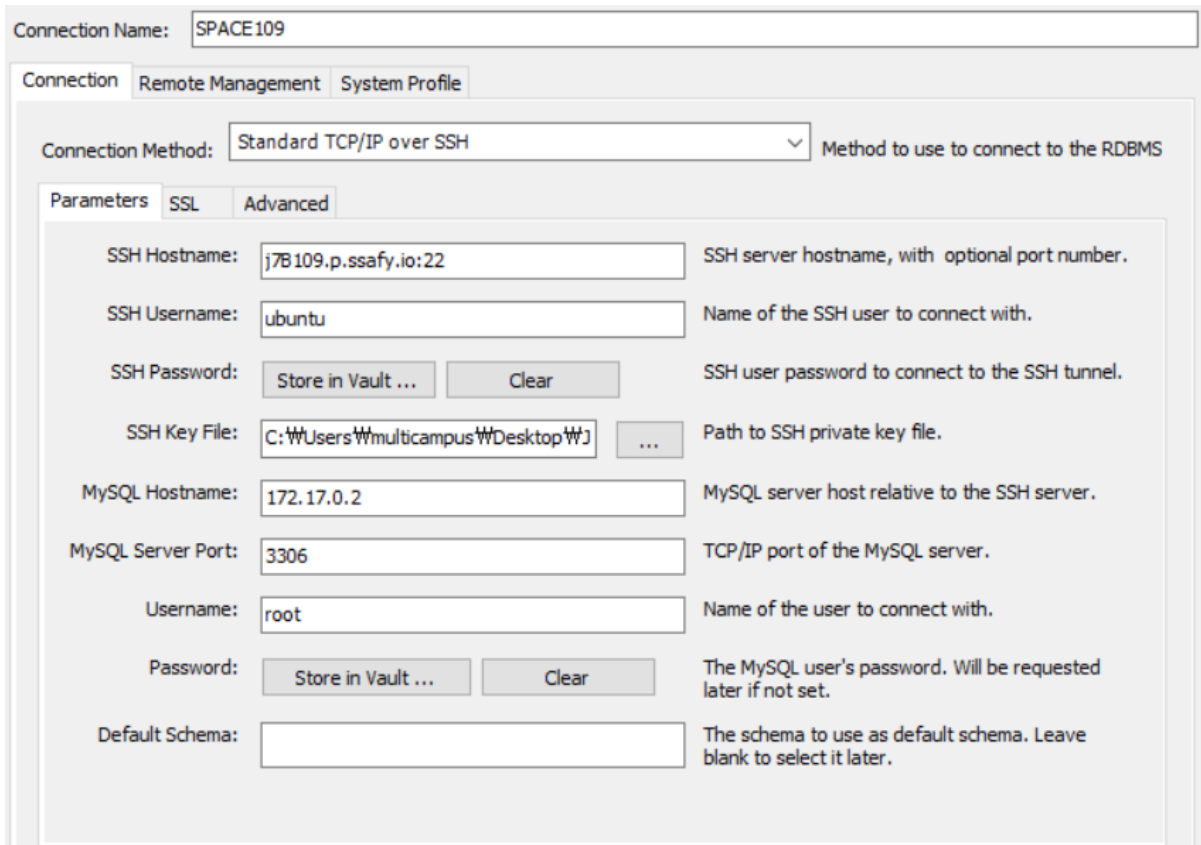 Connection Name: SPACE109
Connection Remote Management System Profile
Connection Method: Standard TCP/IP over SSH Method to use to connect to the RDBMS
Parameters SSL Advanced
SSH Hostname: j7B109.p.ssafy.io:22 SSH server hostname, with optional port number.
SSH Username: ubuntu Name of the SSH user to connect with.
SSH Password: Store in Vault ... Clear SSH user password to connect to the SSH tunnel.
SSH Key File: C:₩Users₩multicampus₩Desktop₩J ... Path to SSH private key file.
MySQL Hostname: 172.17.0.2 MySQL server host relative to the SSH server.
MySQL Server Port: 3306 TCP/IP port of the MySQL server.
Username: root Name of the user to connect with.
Password: Store in Vault ... Clear The MySQL user's password. Will be requested
later if not set.
Default Schema: The schema to use as default schema. Leave
blank to select it later.